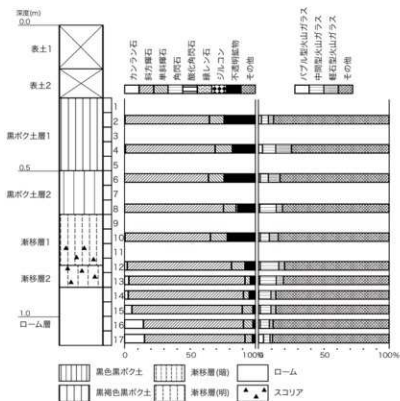 深度(m)
0.0
表土1
表土2
黒ボク土層1
0.5
黒ボク土層2
漸移層1
漸移層2
1.0
ローム層
1
2
3
4
5
6
7
8
9
10
11
12
13
14
15
16
17
カンラン石
斜方輝石
単斜輝石
角閃石
酸化角閃石
緑レン石
ジルコン
不透明鉱物
その他
バブル型火山ガラス
中間型火山ガラス
軽石型火山ガラス
その他
0 50 100%
0 50 100%
黒色黒ボク土
漸移層(暗)
ローム
黒褐色黒ボク土
漸移層(明)
スコリア